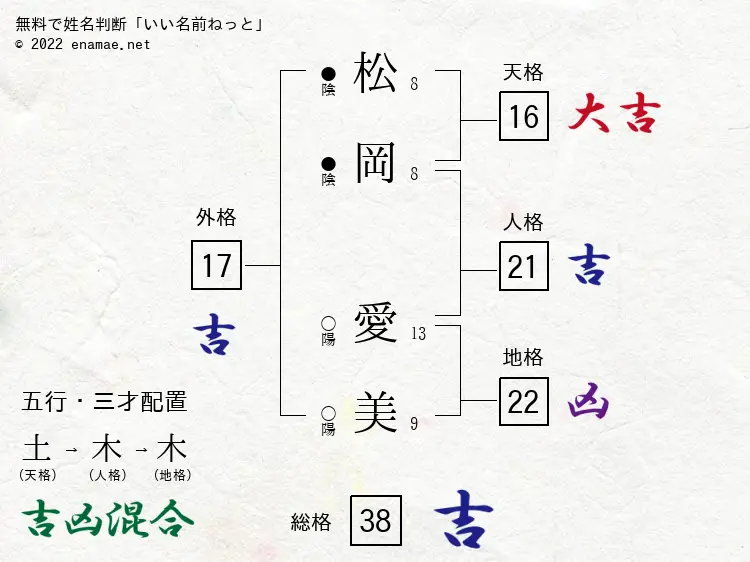 無料で姓名判断「いい名前ねっと」
© 2022 enamae.net
松 8
●陰
岡 8
●陰
愛 13
○陽
美 9
○陽
天格
16 大吉
人格
21 吉
地格
22 凶
外格
17
吉
五行・三才配置
土 → 木 → 木
(天格) (人格) (地格)
吉凶混合
総格 38 吉